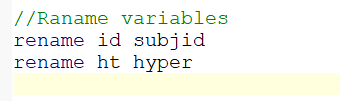 //Raname variables
rename id subjid
rename ht hyper